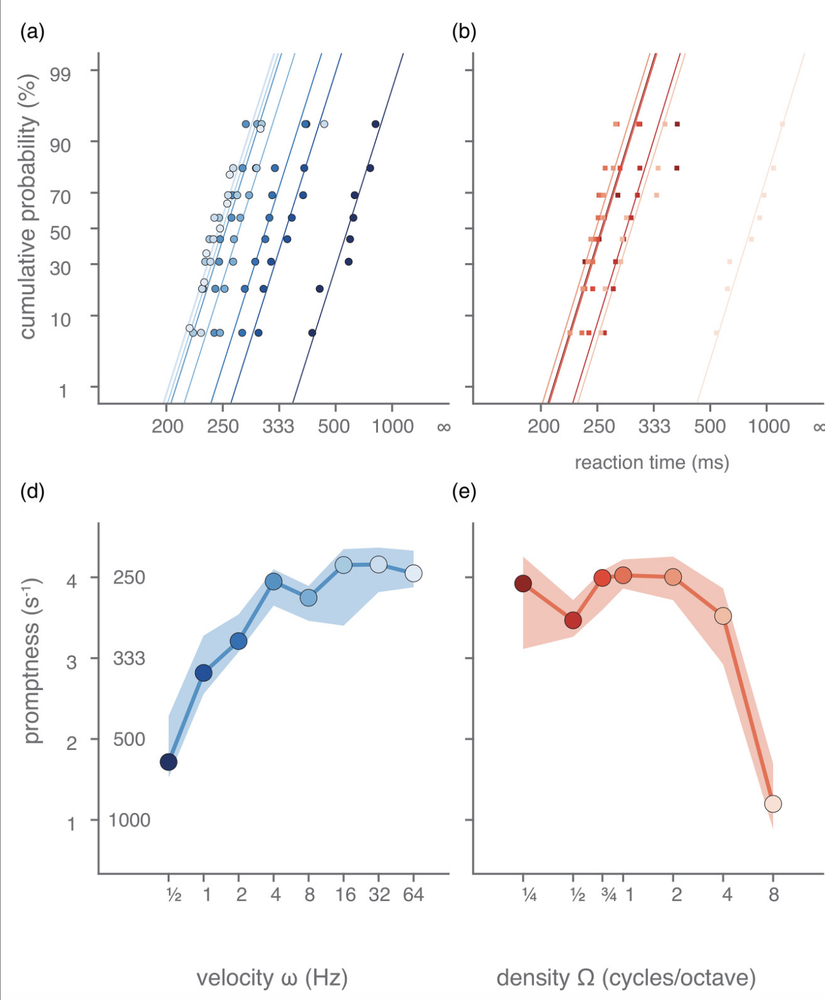 (a) (b)
cumulative probability (%)
99
90
70
50
30
10
1
200 250 333 500 1000 ∞
200 250 333 500 1000 ∞
reaction time (ms)
(d) (e)
promptness (s-1)
4 250
3 333
2 500
1 1000
½ 1 2 4 8 16 32 64
¼ ½ ¾ 1 2 4 8
velocity ω (Hz)
density Ω (cycles/octave)